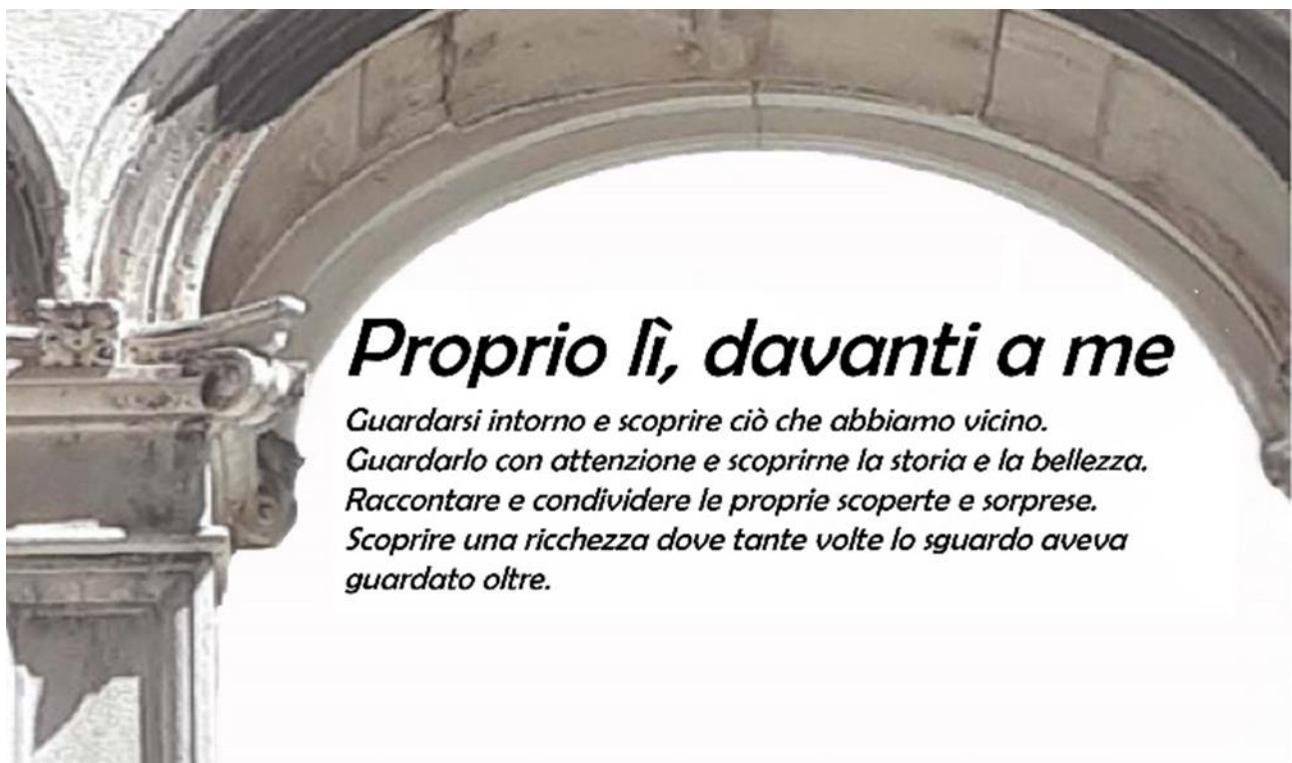 Proprio lì, davanti a me
Guardarsi intorno e scoprire ciò che abbiamo vicino.
Guardarlo con attenzione e scoprirne la storia e la bellezza.
Raccontare e condividere le proprie scoperte e sorprese.
Scoprire una ricchezza dove tante volte lo sguardo aveva
guardato oltre.